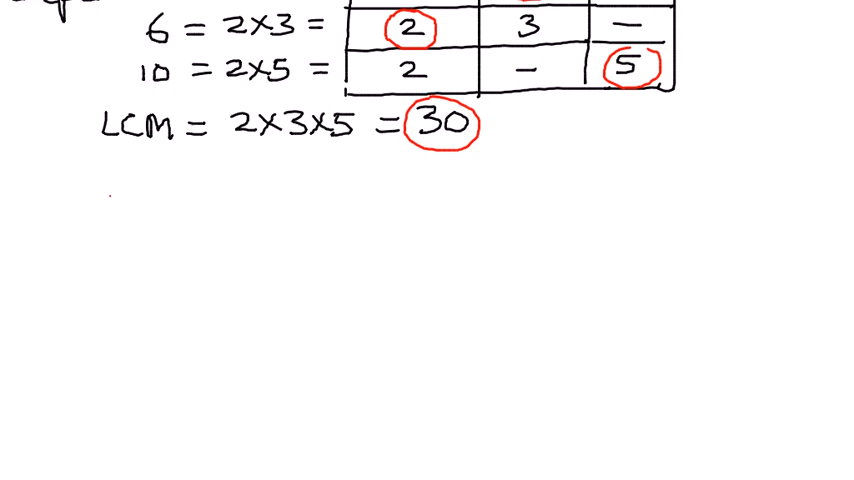 6 = 2×3 = 2 3 –
10 = 2×5 = 2 – 5
LCM = 2×3×5 = 30